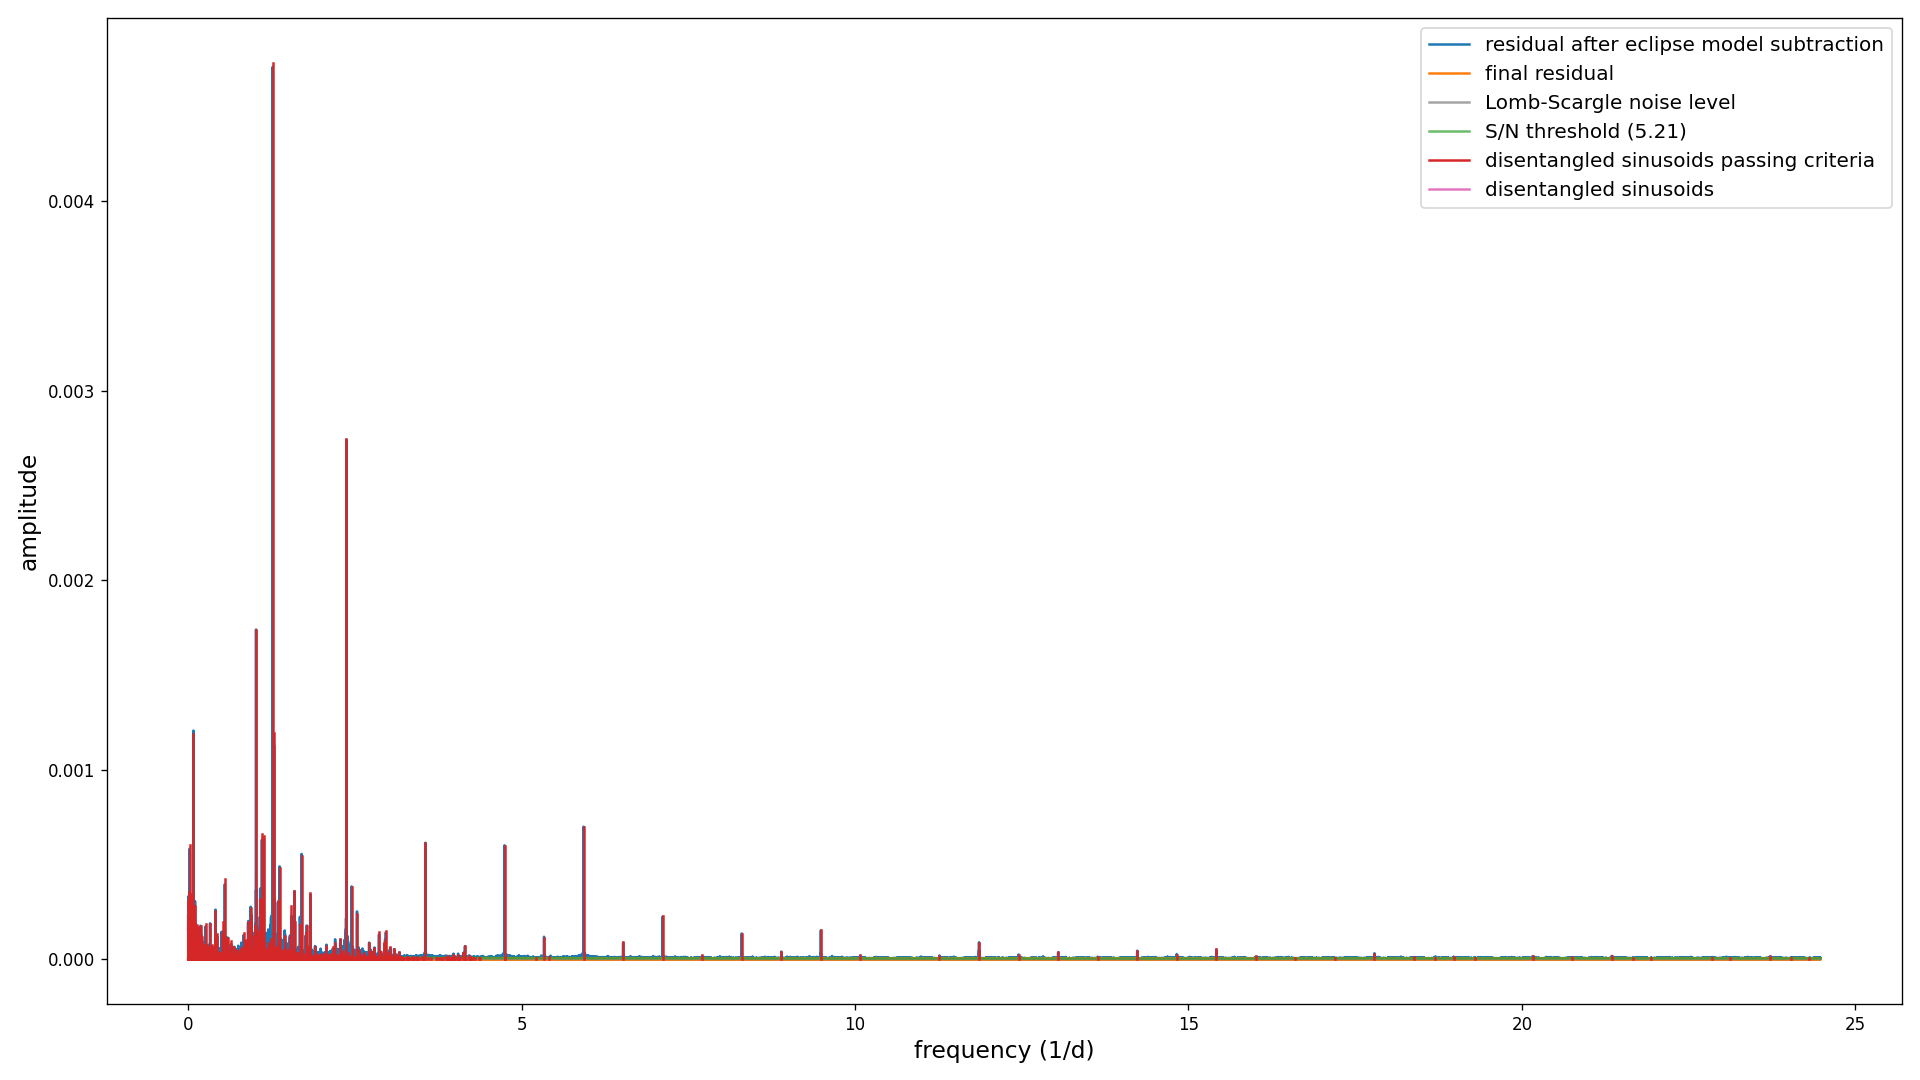 residual after eclipse model subtraction
final residual
Lomb-Scargle noise level
S/N threshold (5.21)
disentangled sinusoids passing criteria
disentangled sinusoids
0.004
0.003
0.002
0.001
0.000
amplitude
0 5 10 15 20 25
frequency (1/d)